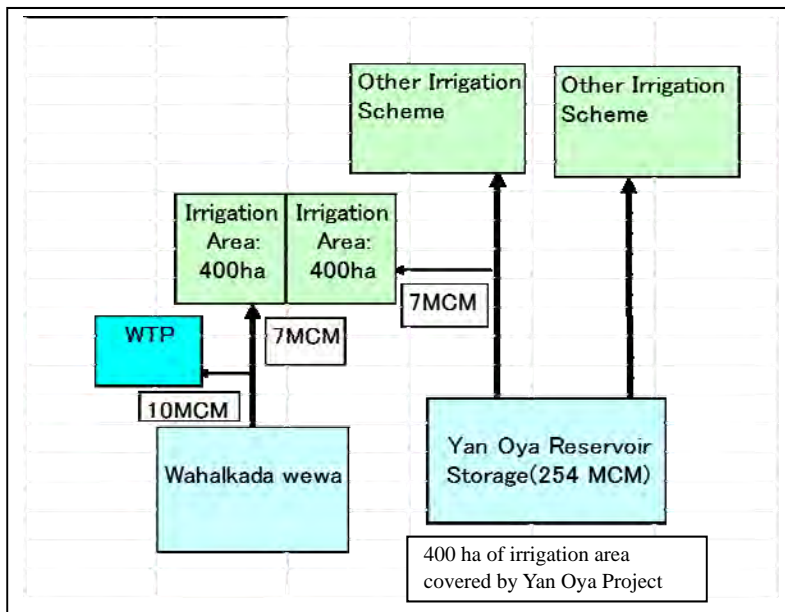 Other Irrigation
Scheme
Other Irrigation
Scheme
Irrigation
Area:
400ha
Irrigation
Area:
400ha
7MCM
WTP
7MCM
10MCM
Wahalkada wewa
Yan Oya Reservoir
Storage(254 MCM)
400 ha of irrigation area
covered by Yan Oya Project